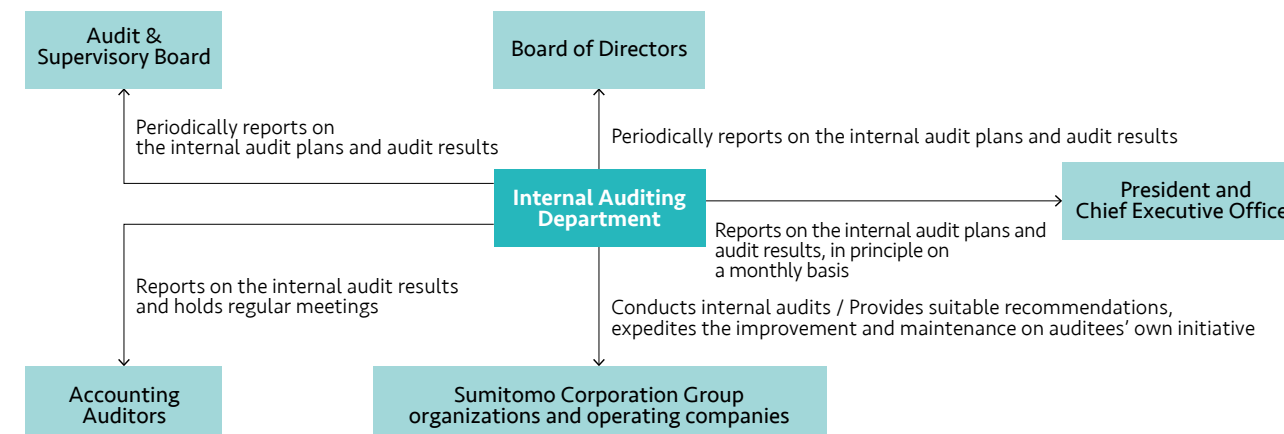 Audit &
Supervisory Board
Board of Directors
Periodically reports on
the internal audit plans and audit results
Periodically reports on the internal audit plans and audit results
Internal Auditing
Department
President and
Chief Executive Office
Reports on the internal audit plans and
audit results, in principle on
a monthly basis
Reports on the internal audit results
and holds regular meetings
Conducts internal audits / Provides suitable recommendations,
expedites the improvement and maintenance on auditees’ own initiative
Accounting
Auditors
Sumitomo Corporation Group
organizations and operating companies